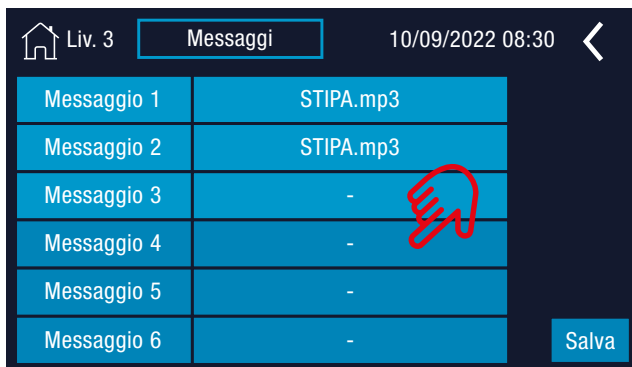 Liv. 3 Messaggi 10/09/2022 08:30
Messaggio 1 STIPA.mp3
Messaggio 2 STIPA.mp3
Messaggio 3 -
Messaggio 4 -
Messaggio 5 -
Messaggio 6 -
Salva